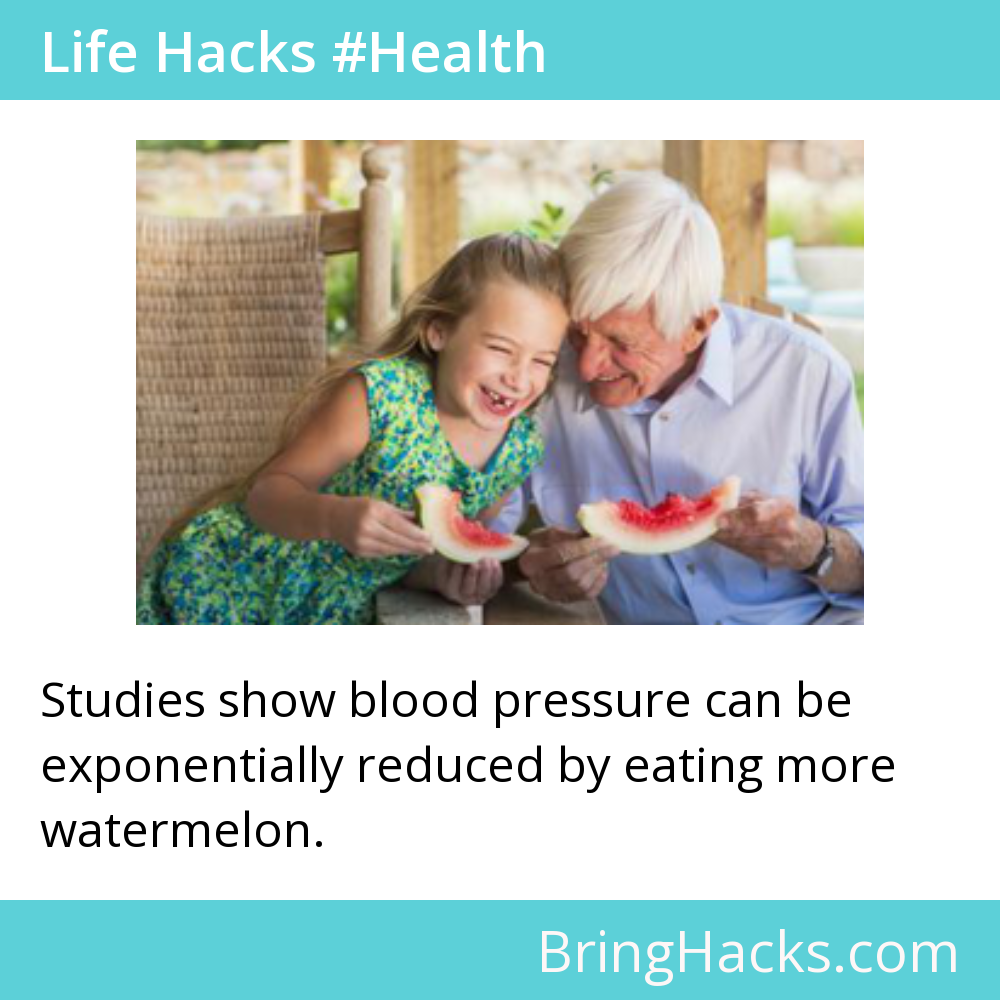 Life Hacks #Health
Studies show blood pressure can be
exponentially reduced by eating more
watermelon.
BringHacks.com